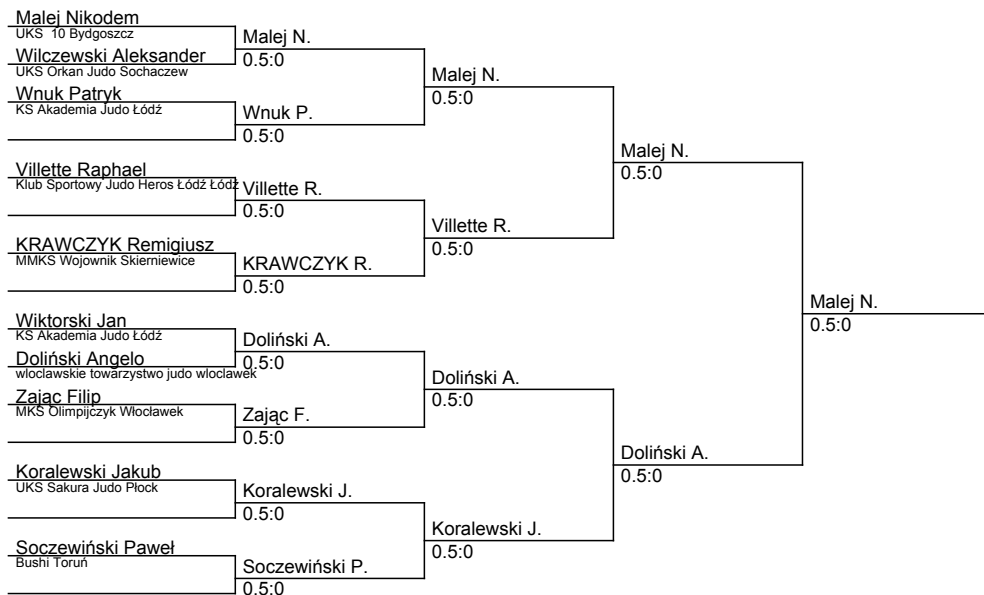 Malej Nikodem
UKS  10 Bydgoszcz
Wilczewski Aleksander
UKS Orkan Judo Sochaczew
Wnuk Patryk
KS Akademia Judo Łódź
Villette Raphael
Klub Sportowy Judo Heros Łódź Łódź
KRAWCZYK Remigiusz
MMKS Wojownik Skierniewice
Wiktorski Jan
KS Akademia Judo Łódź
Doliński Angelo
wloclawskie towarzystwo judo wloclawek
Zając Filip
MKS Olimpijczyk Włocławek
Koralewski Jakub
UKS Sakura Judo Płock
Soczewiński Paweł
Bushi Toruń
Malej N.
0.5:0
Wnuk P.
0.5:0
Villette R.
0.5:0
KRAWCZYK R.
0.5:0
Doliński A.
0.5:0
Zając F.
0.5:0
Koralewski J.
0.5:0
Soczewiński P.
0.5:0
Malej N.
0.5:0
Villette R.
0.5:0
Doliński A.
0.5:0
Koralewski J.
0.5:0
Malej N.
0.5:0
Doliński A.
0.5:0
Malej N.
0.5:0